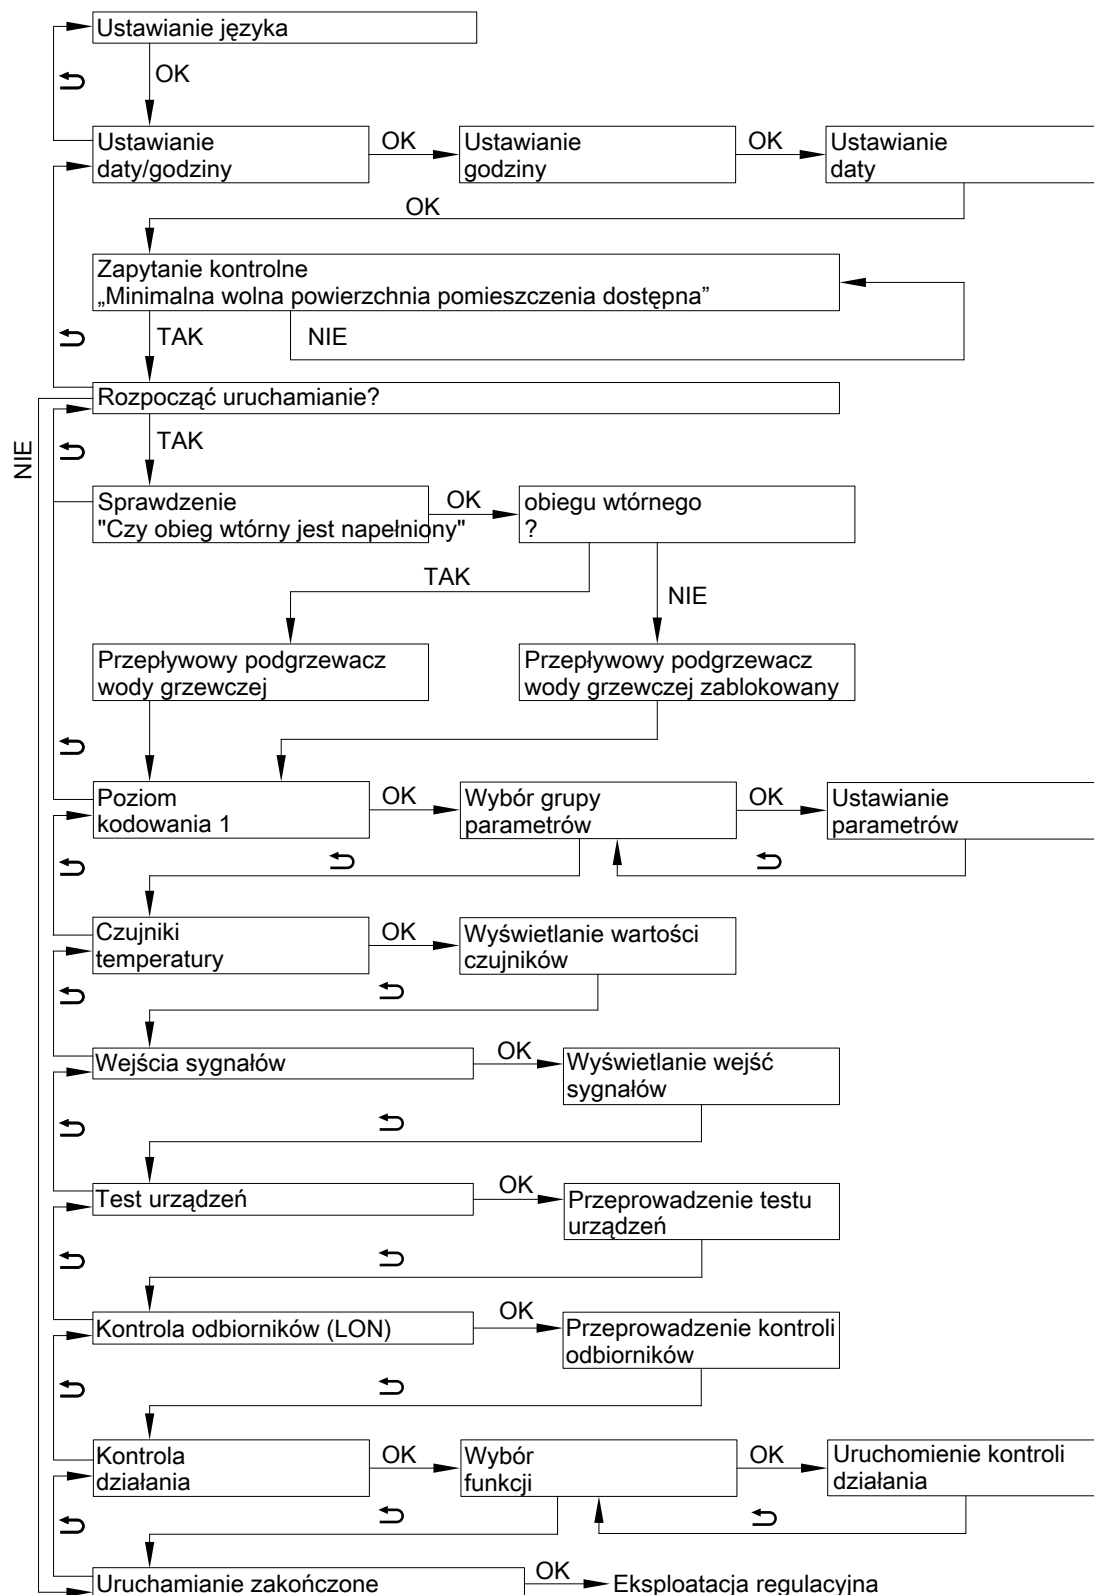 Ustawianie języka
OK
Ustawianie
daty/godziny
OK
Ustawianie
godziny
OK
Ustawianie
daty
OK
Zapytanie kontrolne
„Minimalna wolna powierzchnia pomieszczenia dostępna”
TAK
NIE
Rozpocząć uruchamianie?
NIE
TAK
Sprawdzenie
"Czy obieg wtórny jest napełniony"
OK
obiegu wtórnego
?
TAK
NIE
Przepływowy podgrzewacz
wody grzewczej
Przepływowy podgrzewacz
wody grzewczej zablokowany
Poziom
kodowania 1
OK
Wybór grupy
parametrów
OK
Ustawianie
parametrów
Czujniki
temperatury
OK
Wyświetlanie wartości
czujników
Wejścia sygnałów
OK
Wyświetlanie wejść
sygnałów
Test urządzeń
OK
Przeprowadzenie testu
urządzeń
Kontrola odbiorników (LON)
OK
Przeprowadzenie kontroli
odbiorników
Kontrola
działania
OK
Wybór
funkcji
OK
Uruchomienie kontroli
działania
Uruchamianie zakończone
OK
Eksploatacja regulacyjna